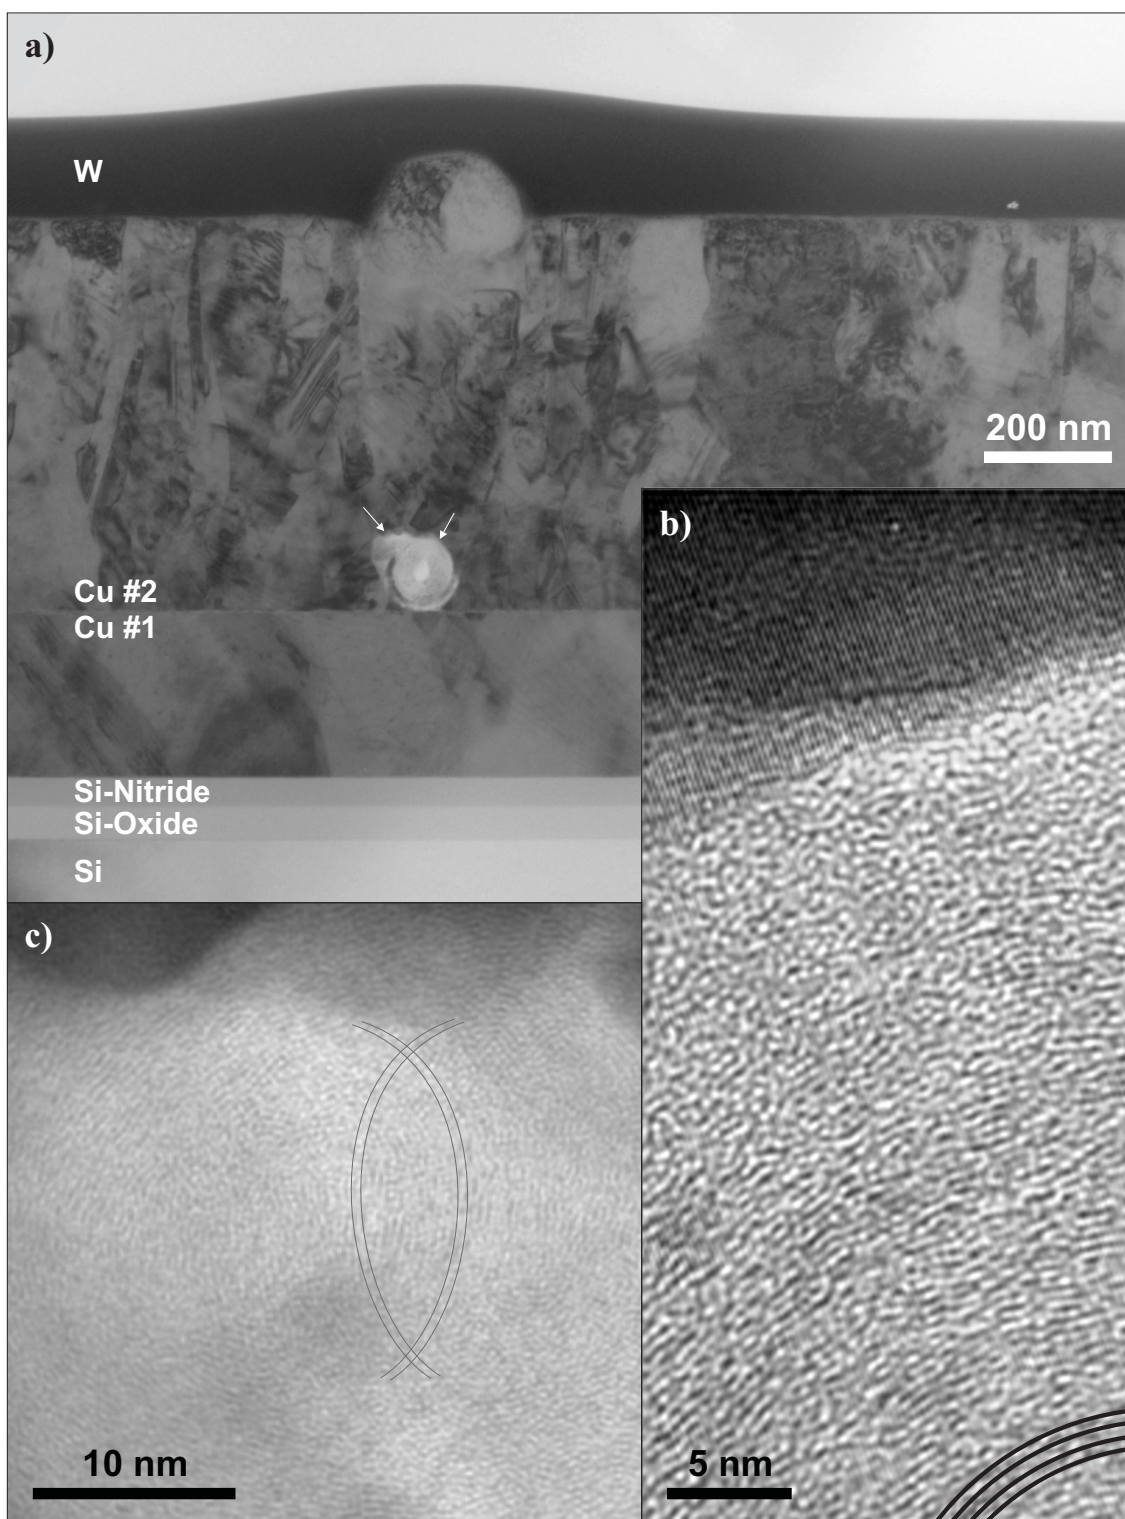 a)
W
200 nm
b)
Cu #2
Cu #1
Si-Nitride
Si-Oxide
Si
c)
10 nm
5 nm